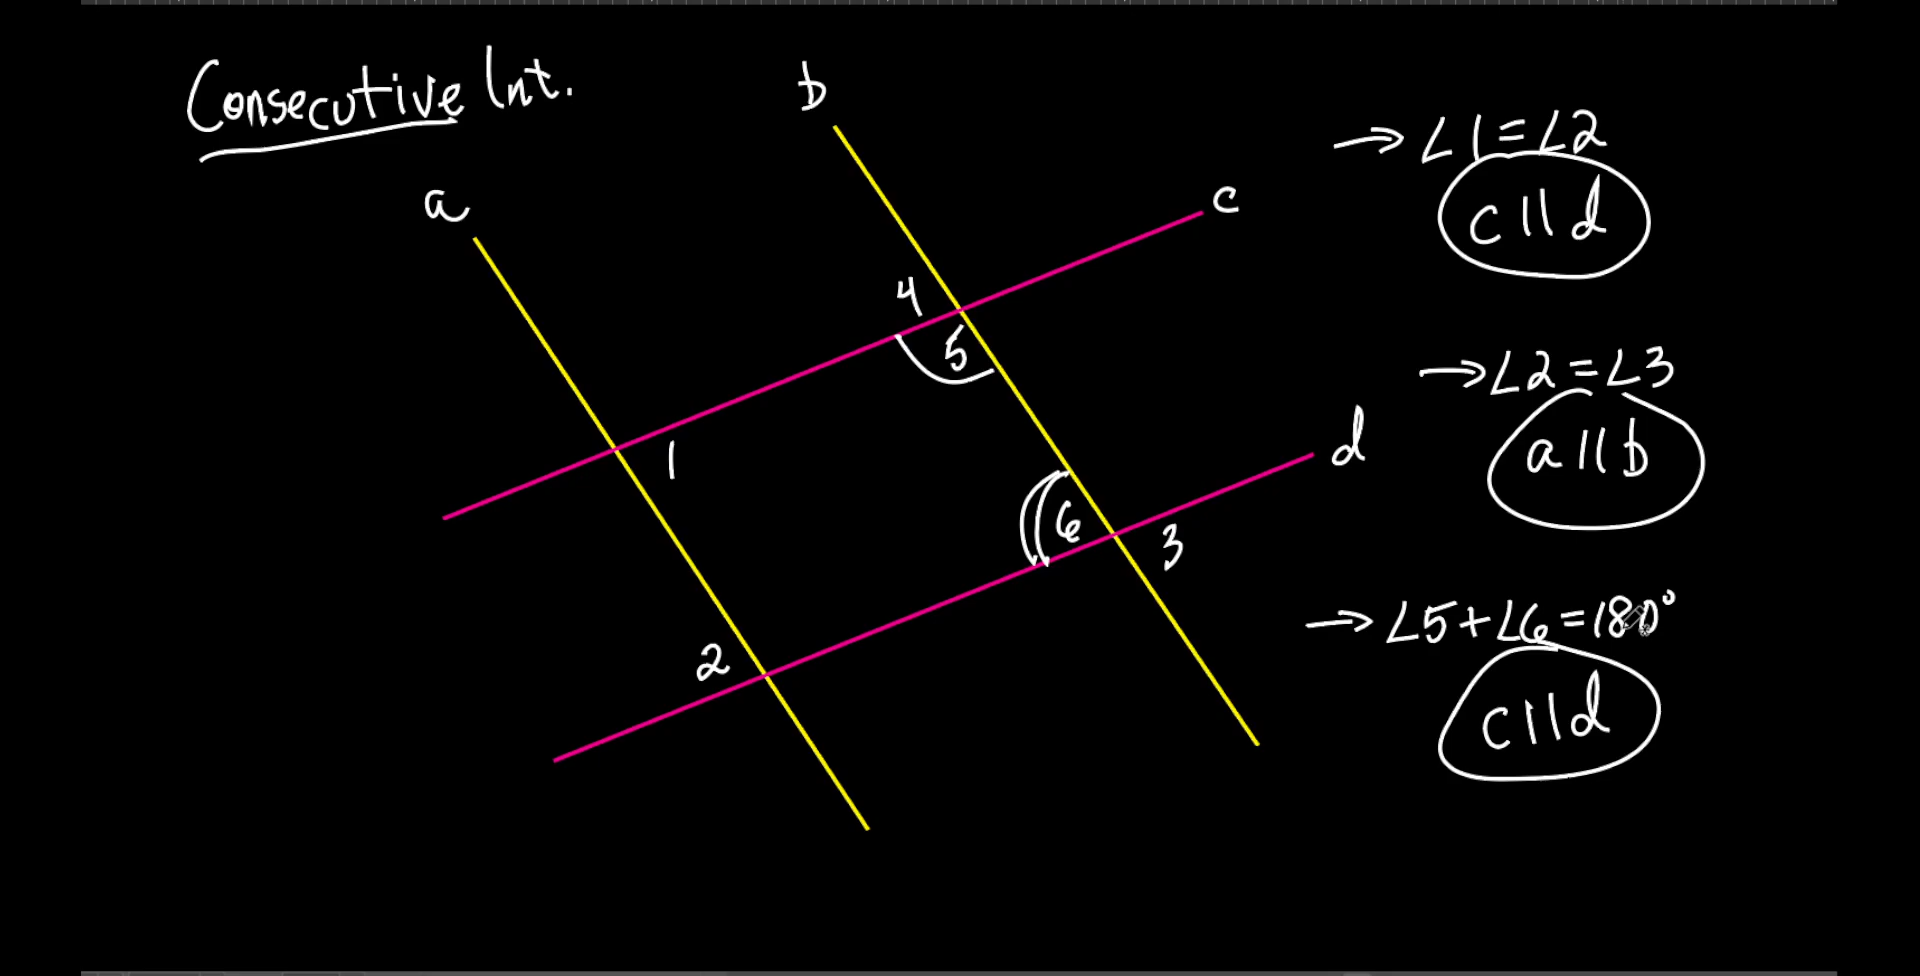 Consecutive Int.
b
a
c
4
5
1
d
6
3
2
→ ∠1 = ∠2
c || d
→ ∠2 = ∠3
a || b
→ ∠5 + ∠6 = 180°
c || d